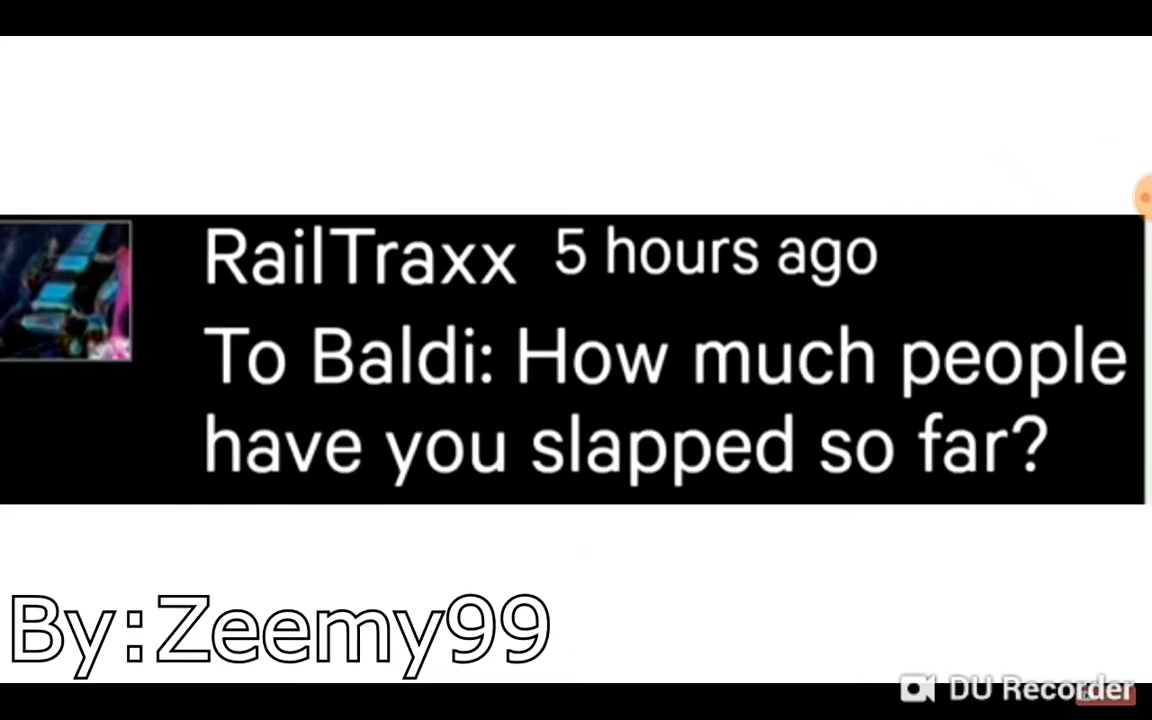 RailTraxx 5 hours ago
To Baldi: How much people
have you slapped so far?
By:Zeemy99
DU Recorder